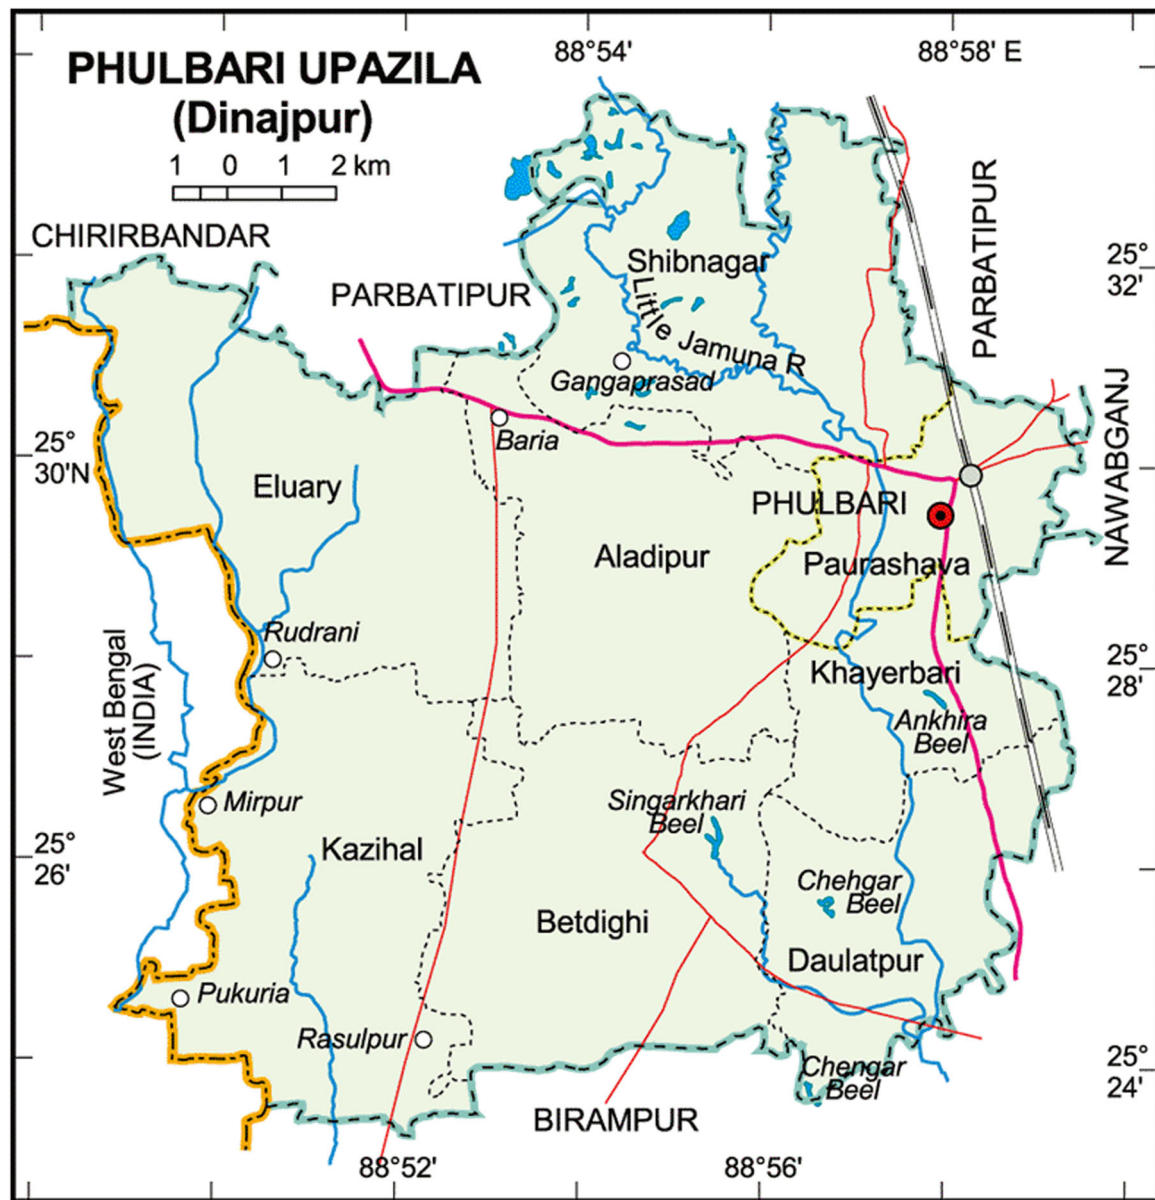 88°54'
88°58' E
PHULBARI UPAZILA
(Dinajpur)
1 0 1 2 km
CHIRIRBANDAR
PARBATIPUR
PARBATIPUR
Shibnagar
25°
32'
Little Jamuna R
Gangaprasad
NAWABGANJ
Baria
25°
30'N
Eluary
PHULBARI
Aladipur
Paurashava
Rudrani
Khayerbari
25°
28'
West Bengal
(INDIA)
Ankhira
Beel
Mirpur
Singarkhari
Beel
Kazihal
25°
26'
Chehgar
Beel
Betdighi
Daulatpur
Pukuria
Rasulpur
Chengar
Beel
25°
24'
BIRAMPUR
88°52'
88°56'